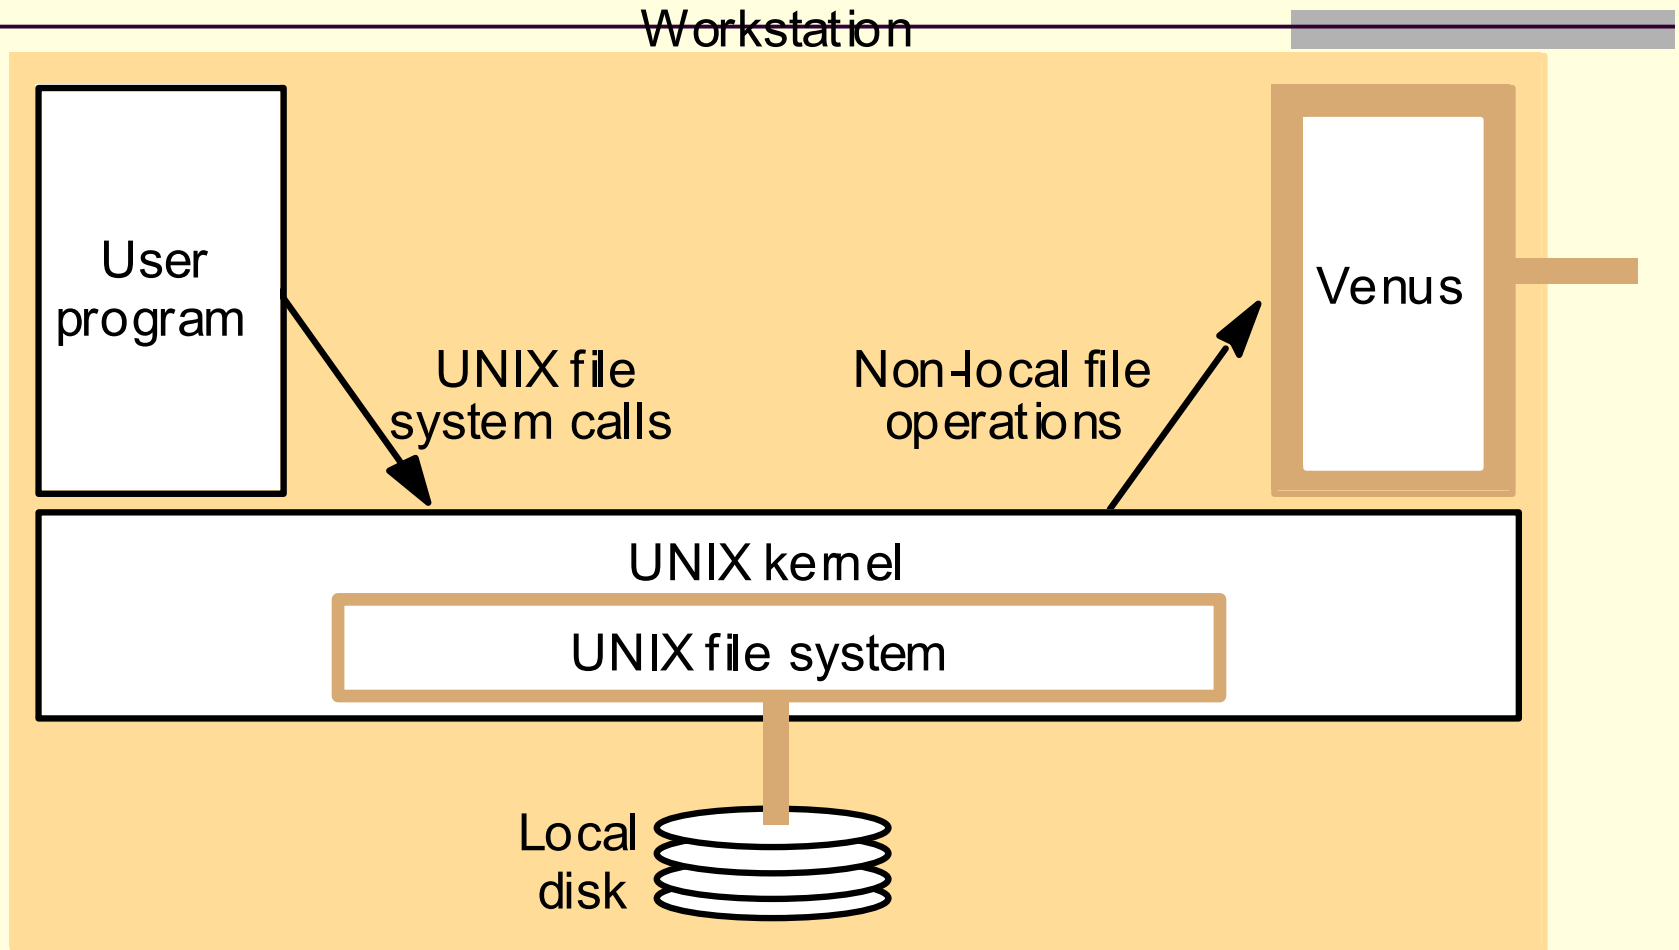 Workstation
User
program
UNIX file
system calls
Non-local file
operations
Venus
UNIX kernel
UNIX file system
Local
disk